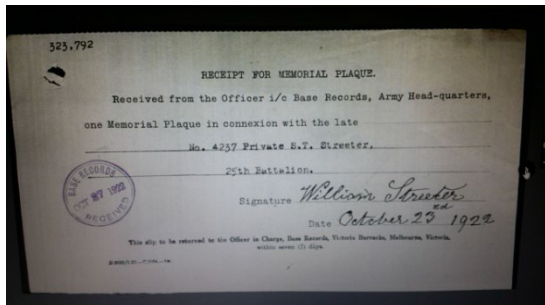 323,792
RECEIPT FOR MEMORIAL PLAQUE.
Received from the Officer i/c Base Records, Army Head-quarters,
one Memorial Plaque in connexion with the late
No. 4237 Private S.T. Streeter,
25th Battalion.
BASE RECORDS
OCT 27 1922
RECEIVED
Signature William Streeter
Date October 23rd 1922
This slip to be returned to the Officer in Charge, Base Records, Victoria Barracks, Melbourne, Victoria,
within seven (7) days.